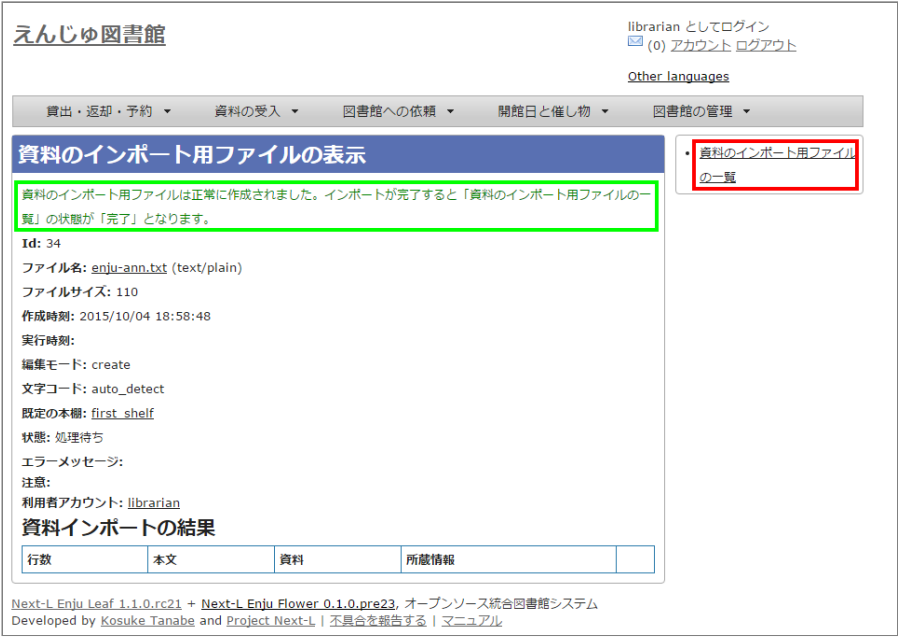 えんじゅ図書館
librarian としてログイン
(0) アカウント ログアウト
Other languages
貸出・返却・予約 ▼ 資料の受入 ▼ 図書館への依頼 ▼ 開館日と催し物 ▼ 図書館の管理 ▼
資料のインポート用ファイルの表示
資料のインポート用ファイルは正常に作成されました。インポートが完了すると「資料のインポート用ファイルの一
覧」の状態が「完了」となります。
Id: 34
ファイル名: enju-ann.txt (text/plain)
ファイルサイズ: 110
作成時刻: 2015/10/04 18:58:48
実行時刻:
編集モード: create
文字コード: auto_detect
既定の本棚: first_shelf
状態: 処理待ち
エラーメッセージ:
注意:
利用者アカウント: librarian
資料インポートの結果
行数 本文 資料 所蔵情報
• 資料のインポート用ファイル
の一覧
Next-L Enju Leaf 1.1.0.rc21 + Next-L Enju Flower 0.1.0.pre23, オープンソース統合図書館システム
Developed by Kosuke Tanabe and Project Next-L | 不具合を報告する | マニュアル